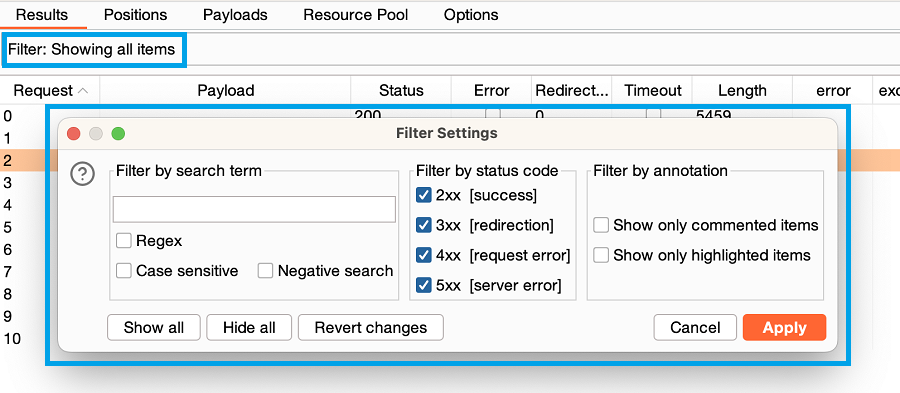 Results Positions Payloads Resource Pool Options
Filter: Showing all items
Request Payload Status Error Redirect... Timeout Length error exc
0 200 0 5459
1
Filter Settings
2
Filter by search term Filter by status code Filter by annotation
?
3
2xx [success]
4
5
3xx [redirection] Show only commented items
Regex
6
4xx [request error] Show only highlighted items
7
Case sensitive Negative search
5xx [server error]
8
9
Show all Hide all Revert changes Cancel Apply
10